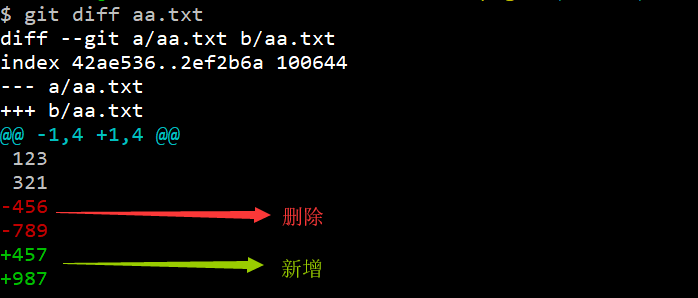 $ git diff aa.txt
diff --git a/aa.txt b/aa.txt
index 42ae536..2ef2b6a 100644
--- a/aa.txt
+++ b/aa.txt
@@ -1,4 +1,4 @@
 123
 321
-456
删除
-789
+457
新增
+987